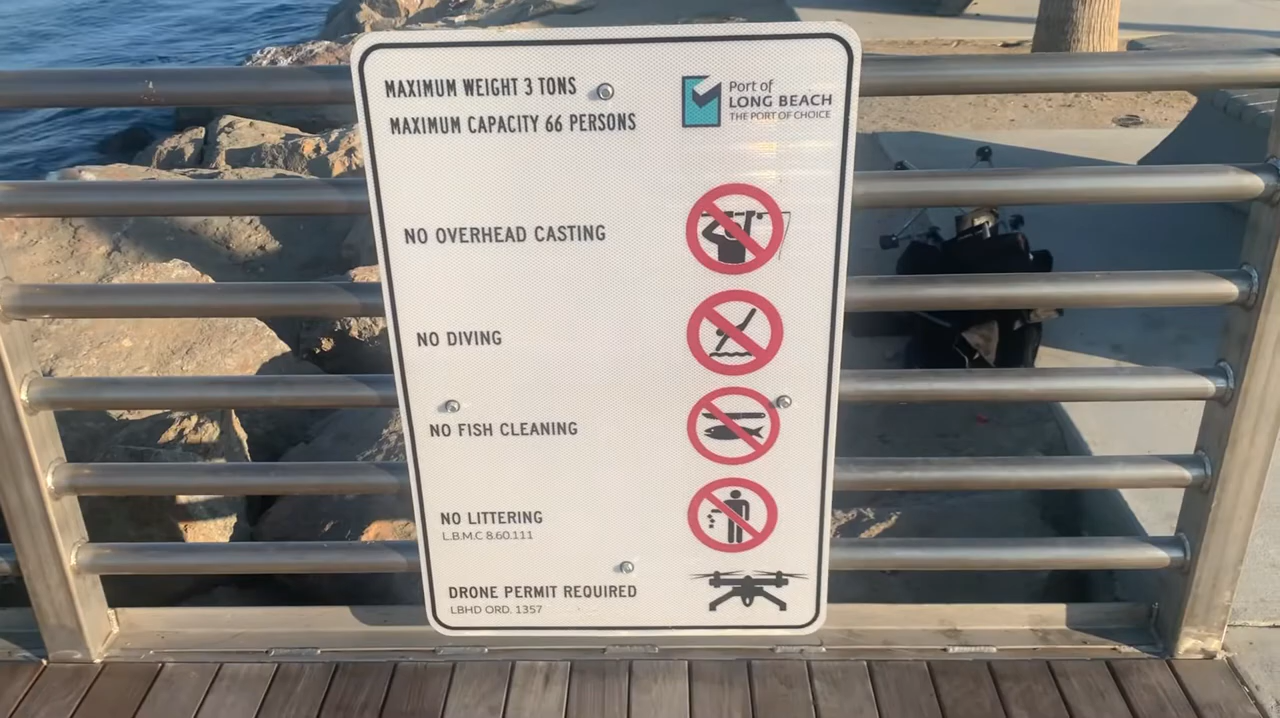 MAXIMUM WEIGHT 3 TONS
MAXIMUM CAPACITY 66 PERSONS
Port of
LONG BEACH
THE PORT OF CHOICE
NO OVERHEAD CASTING
NO DIVING
NO FISH CLEANING
NO LITTERING
L.B.M.C 8.60.111
DRONE PERMIT REQUIRED
LBHD ORD. 1357